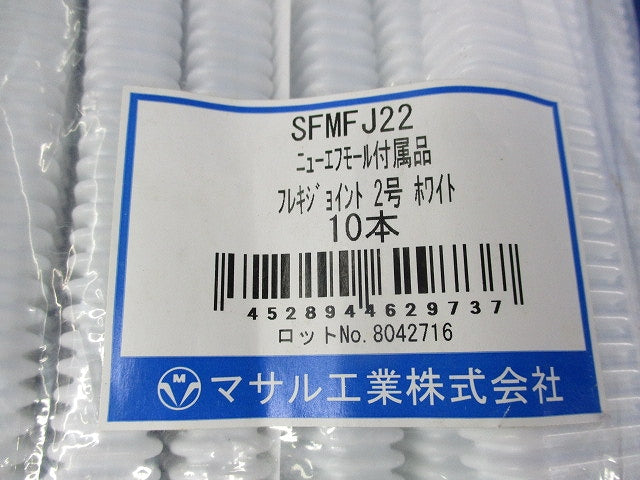 SFMFJ22
ﾆｭｰｴﾌﾓｰﾙ付属品
ﾌﾚｷｼﾞｮｲﾝﾄ 2号 ﾎﾜｲﾄ
10本
4528944629737
ロットNo.8042716
M マサル工業株式会社